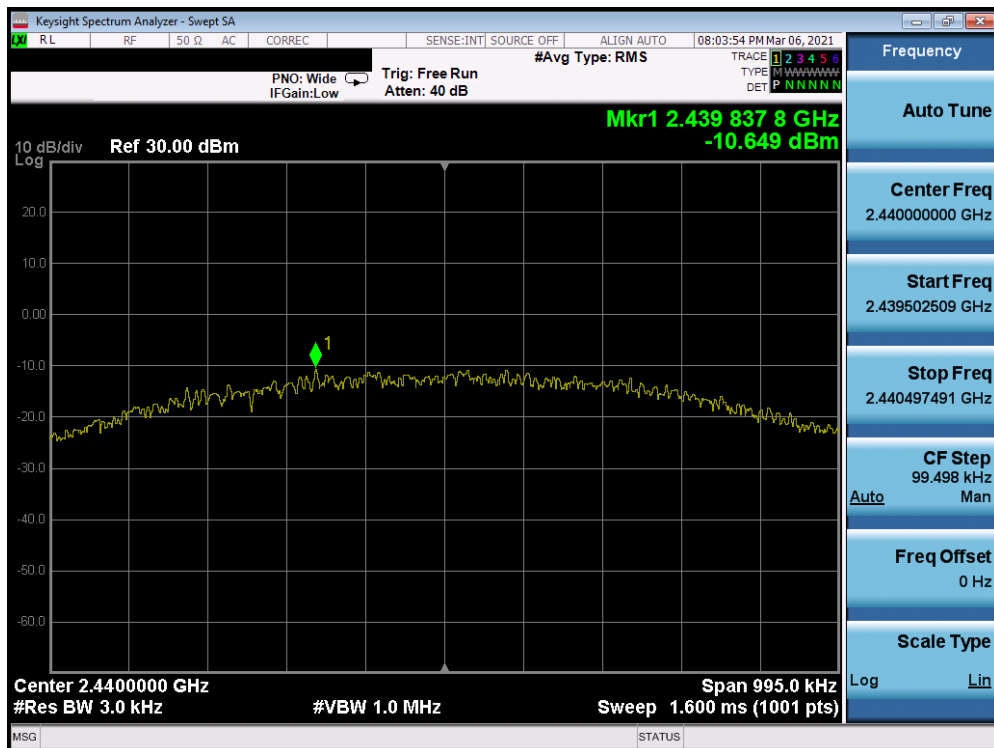 Keysight Spectrum Analyzer - Swept SA
LXI RL RF 50 Ω AC CORREC SENSE:INT SOURCE OFF ALIGN AUTO 08:03:54 PM Mar 06, 2021
#Avg Type: RMS
TRACE 1 2 3 4 5 6
PNO: Wide Trig: Free Run
TYPE M WWWWW
IFGain:Low Atten: 40 dB
DET P N N N N N
Mkr1 2.439 837 8 GHz
-10.649 dBm
10 dB/div Ref 30.00 dBm
Log
20.0
10.0
0.00
-10.0
-20.0
-30.0
-40.0
-50.0
-60.0
1
Center 2.4400000 GHz Span 995.0 kHz
#Res BW 3.0 kHz #VBW 1.0 MHz Sweep 1.600 ms (1001 pts)
MSG STATUS
Frequency
Auto Tune
Center Freq
2.440000000 GHz
Start Freq
2.439502509 GHz
Stop Freq
2.440497491 GHz
CF Step
99.498 kHz
Auto Man
Freq Offset
0 Hz
Scale Type
Log Lin